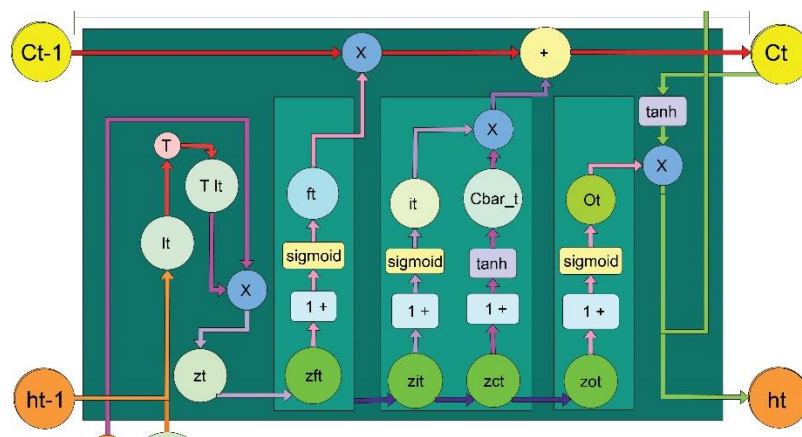 Ct-1
X
+
Ct
tanh
T
X
X
T It
ft
it
Cbar_t
Ot
It
sigmoid
sigmoid
tanh
sigmoid
X
1 +
1 +
1 +
1 +
zt
zft
zit
zct
zot
ht-1
ht